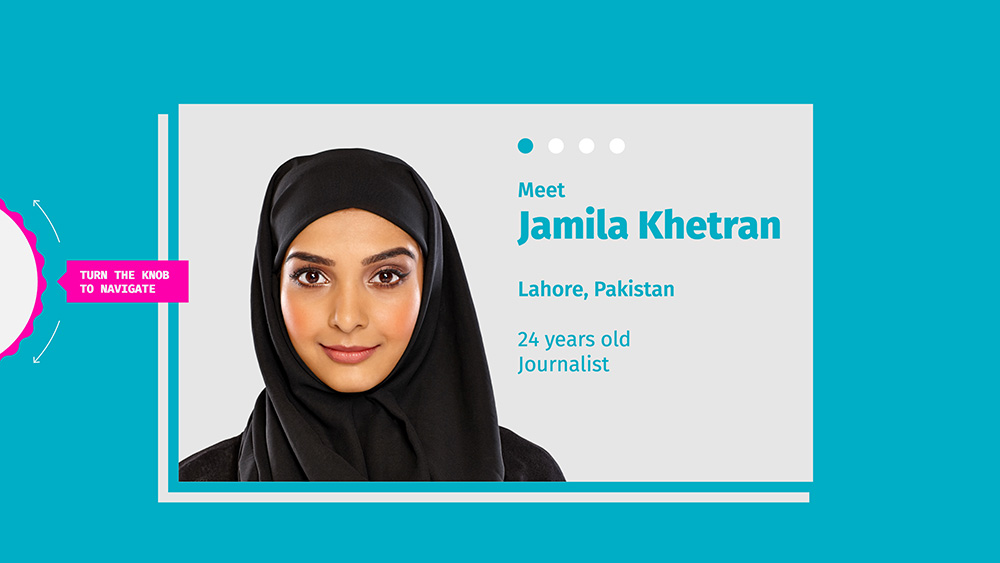 Meet
Jamila Khetran
Lahore, Pakistan
24 years old
Journalist
TURN THE KNOB
TO NAVIGATE